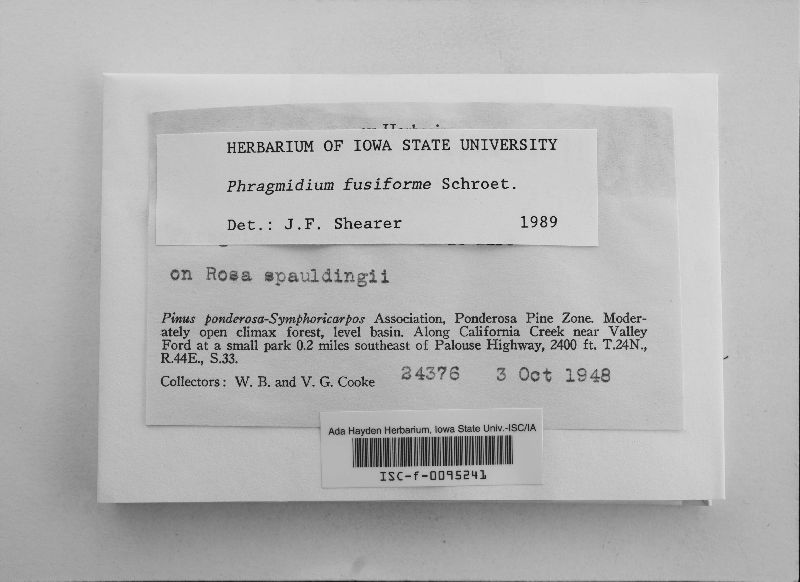 HERBARIUM OF IOWA STATE UNIVERSITY
Phragmidium fusiforme Schroet.
Det.: J.F. Shearer 1989
on Rosa spauldingii
Pinus ponderosa-Symphoricarpos Association, Ponderosa Pine Zone. Moder-
ately open climax forest, level basin. Along California Creek near Valley
Ford at a small park 0.2 miles southeast of Palouse Highway, 2400 ft. T.24N.,
R.44E., S.33.
Collectors: W. B. and V. G. Cooke 24376 3 Oct 1948
Ada Hayden Herbarium, Iowa State Univ.-ISC/IA
ISC-f-0095241